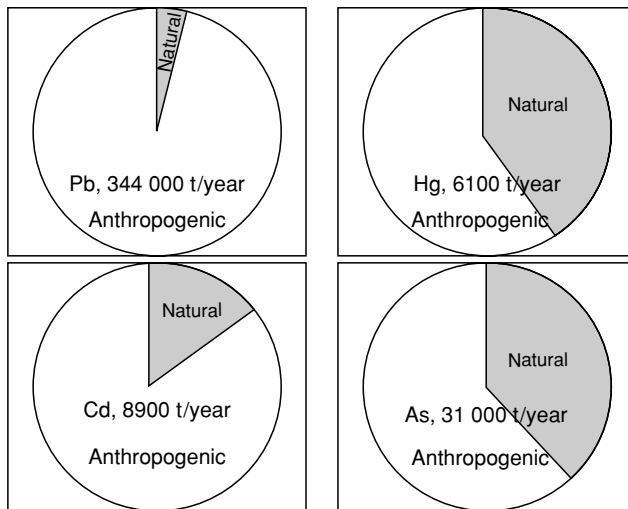 Natural
Pb, 344 000 t/year
Anthropogenic
Natural
Hg, 6100 t/year
Anthropogenic
Natural
Cd, 8900 t/year
Anthropogenic
Natural
As, 31 000 t/year
Anthropogenic